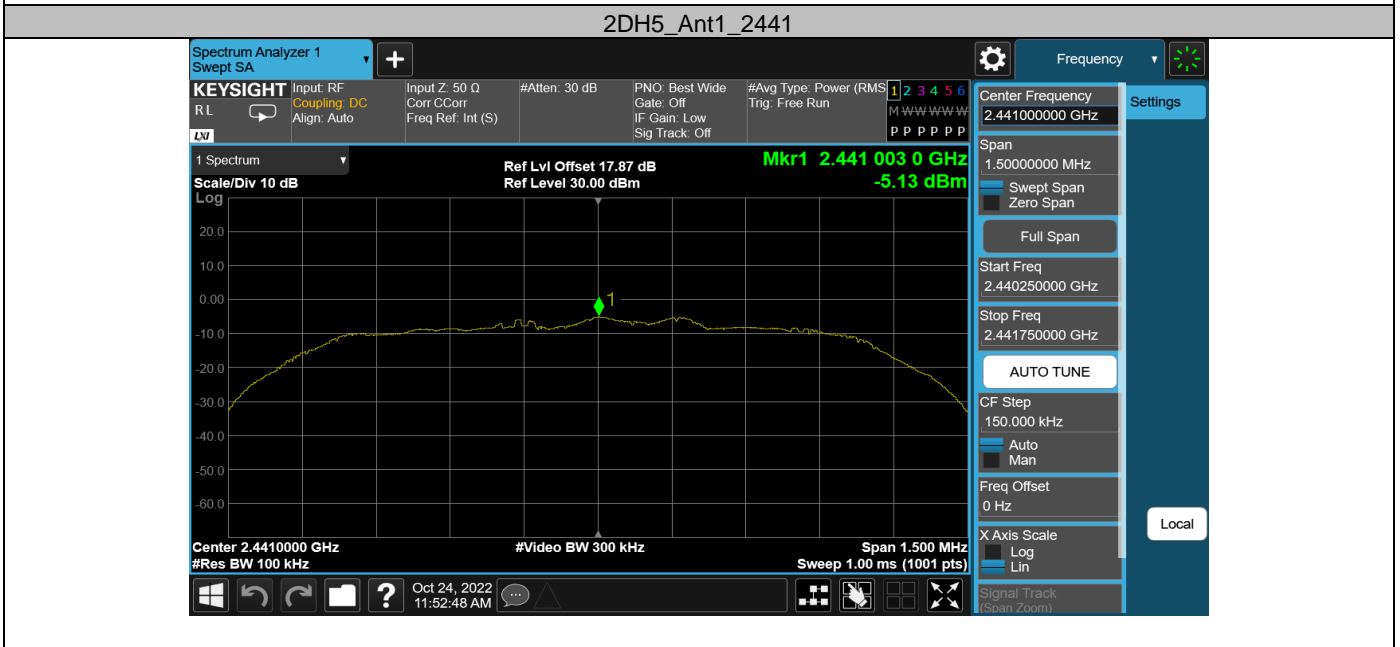 2DH5_Ant1_2441
Spectrum Analyzer 1
Swept SA
Frequency
KEYSIGHT
RL
LXI
Input: RF
Coupling: DC
Align: Auto
Input Z: 50 Ω
Corr CCorr
Freq Ref: Int (S)
#Atten: 30 dB
PNO: Best Wide
Gate: Off
IF Gain: Low
Sig Track: Off
#Avg Type: Power (RMS
Trig: Free Run
1 2 3 4 5 6
M W W W W W
P P P P P P
Center Frequency
2.441000000 GHz
Settings
1 Spectrum
Scale/Div 10 dB
Ref Lvl Offset 17.87 dB
Ref Level 30.00 dBm
Mkr1 2.441 003 0 GHz
-5.13 dBm
Log
20.0
10.0
0.00
-10.0
-20.0
-30.0
-40.0
-50.0
-60.0
1
Span
1.50000000 MHz
Swept Span
Zero Span
Full Span
Start Freq
2.440250000 GHz
Stop Freq
2.441750000 GHz
AUTO TUNE
CF Step
150.000 kHz
Auto
Man
Freq Offset
0 Hz
X Axis Scale
Log
Lin
Signal Track
(Span Zoom)
Local
Center 2.4410000 GHz
#Res BW 100 kHz
#Video BW 300 kHz
Span 1.500 MHz
Sweep 1.00 ms (1001 pts)
?
Oct 24, 2022
11:52:48 AM